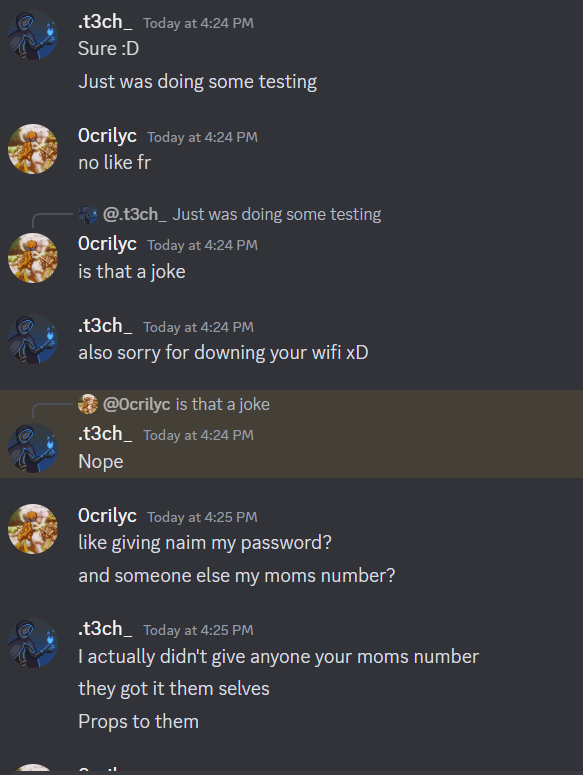 .t3ch_ Today at 4:24 PM
Sure :D
Just was doing some testing
0crilyc Today at 4:24 PM
no like fr
@.t3ch_ Just was doing some testing
0crilyc Today at 4:24 PM
is that a joke
.t3ch_ Today at 4:24 PM
also sorry for downing your wifi xD
@0crilyc is that a joke
.t3ch_ Today at 4:24 PM
Nope
0crilyc Today at 4:25 PM
like giving naim my password?
and someone else my moms number?
.t3ch_ Today at 4:25 PM
I actually didn't give anyone your moms number
they got it them selves
Props to them